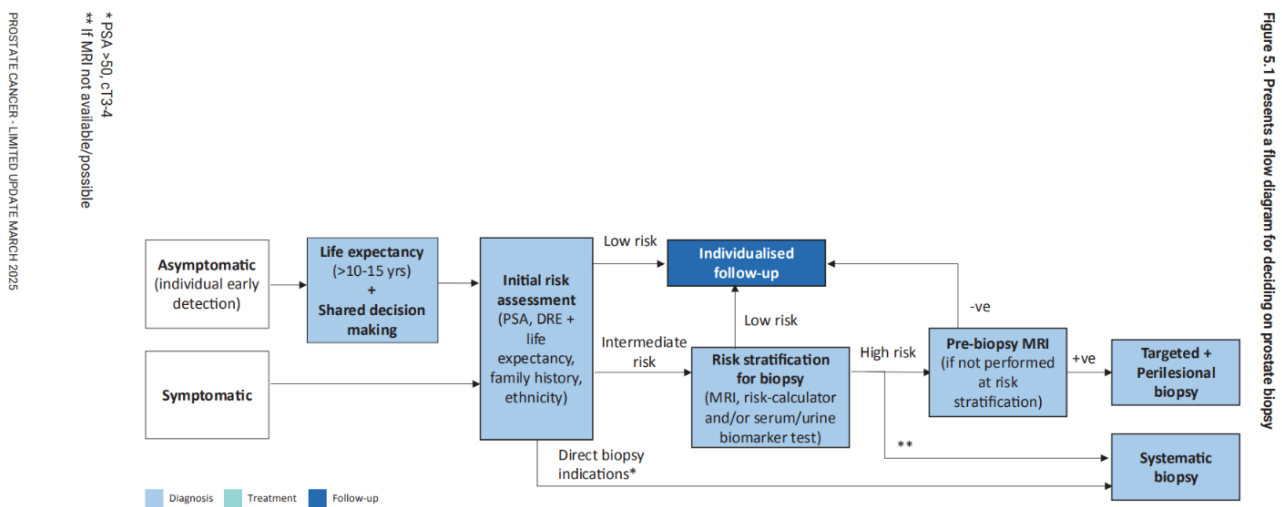 Figure 5.1 Presents a flow diagram for deciding on prostate biopsy
Asymptomatic
(individual early
detection)
Life expectancy
(>10-15 yrs)
+
Shared decision
making
Symptomatic
Initial risk
assessment
(PSA, DRE +
life
expectancy,
family history,
ethnicity)
Low risk
Individualised
follow-up
Intermediate
risk
Risk stratification
for biopsy
(MRI, risk-calculator
and/or serum/urine
biomarker test)
Low risk
High risk
Pre-biopsy MRI
(if not performed
at risk
stratification)
-ve
+ve
Targeted +
Perilesional
biopsy
**
Direct biopsy
indications*
Systematic
biopsy
Diagnosis
Treatment
Follow-up
* PSA >50, cT3-4
** If MRI not available/possible
PROSTATE CANCER - LIMITED UPDATE MARCH 2025